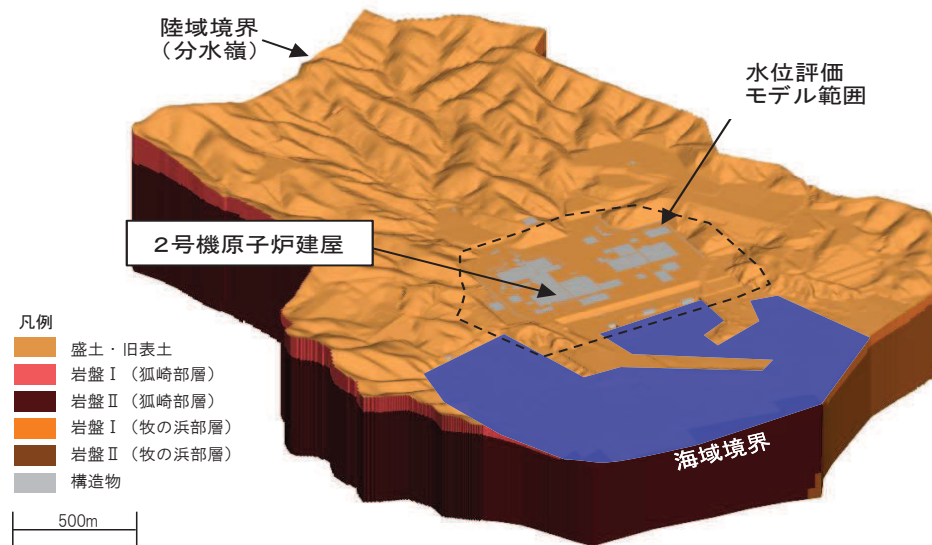 陸域境界
（分水嶺）
水位評価
モデル範囲
２号機原子炉建屋
凡例
盛土・旧表土
岩盤Ⅰ（狐崎部層）
岩盤Ⅱ（狐崎部層）
岩盤Ⅰ（牧の浜部層）
岩盤Ⅱ（牧の浜部層）
構造物
500m
海域境界